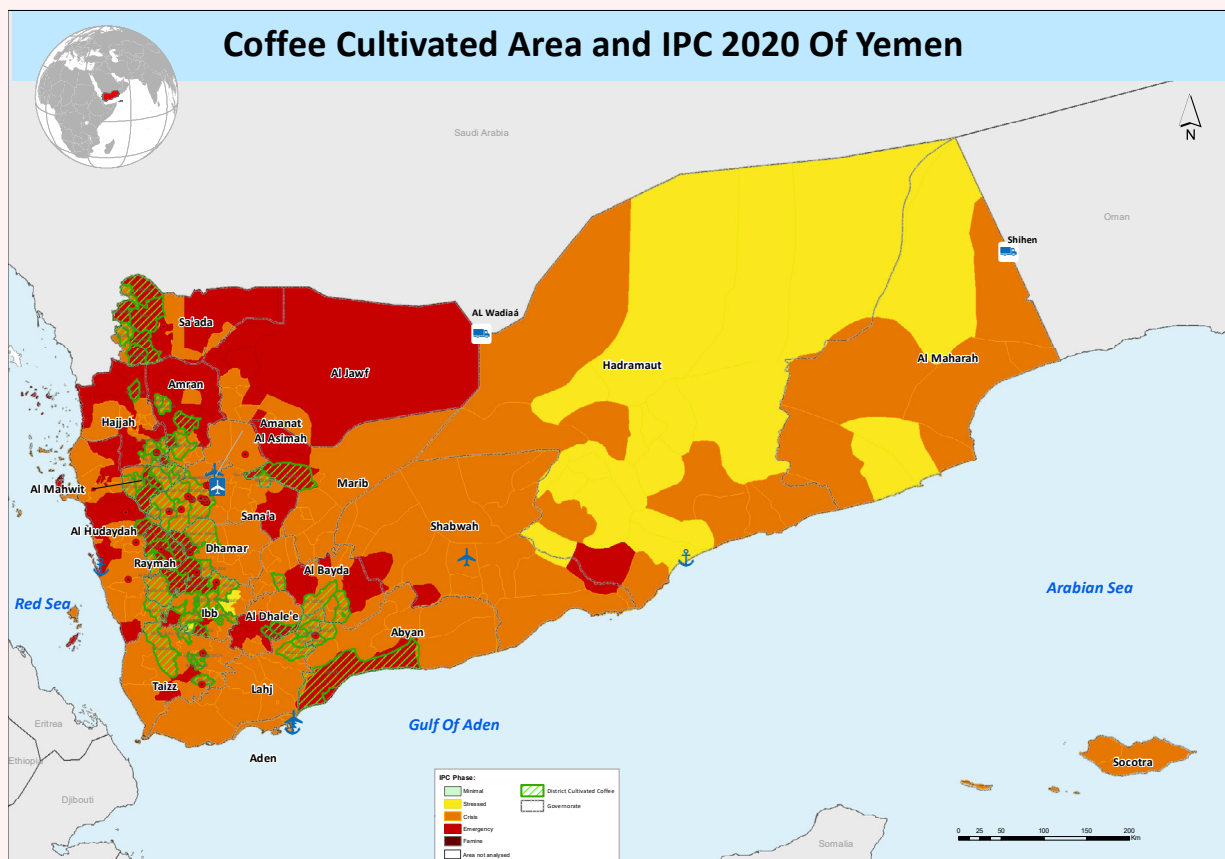 Coffee Cultivated Area and IPC 2020 Of Yemen
Saudi Arabia
N
Oman
Shihen
AL Wadiaá
Sa'ada
Al Jawf
Hadramaut
Al Maharah
Amran
Hajjah
Amanat
Al Asimah
Al Mahwit
Marib
Sana'a
Shabwah
Al Hudaydah
Dhamar
Raymah
Al Bayda
Red Sea
Arabian Sea
Ibb
Al Dhale'e
Abyan
Taizz
Lahj
Gulf Of Aden
Eritrea
Aden
Ethiopia
Socotra
Djibouti
Somalia
IPC Phase:
Minimal
Stressed
Crisis
Emergency
Famine
Area not analysed
District Cultivated Coffee
Governorate
0 25 50 100 150 200
Km